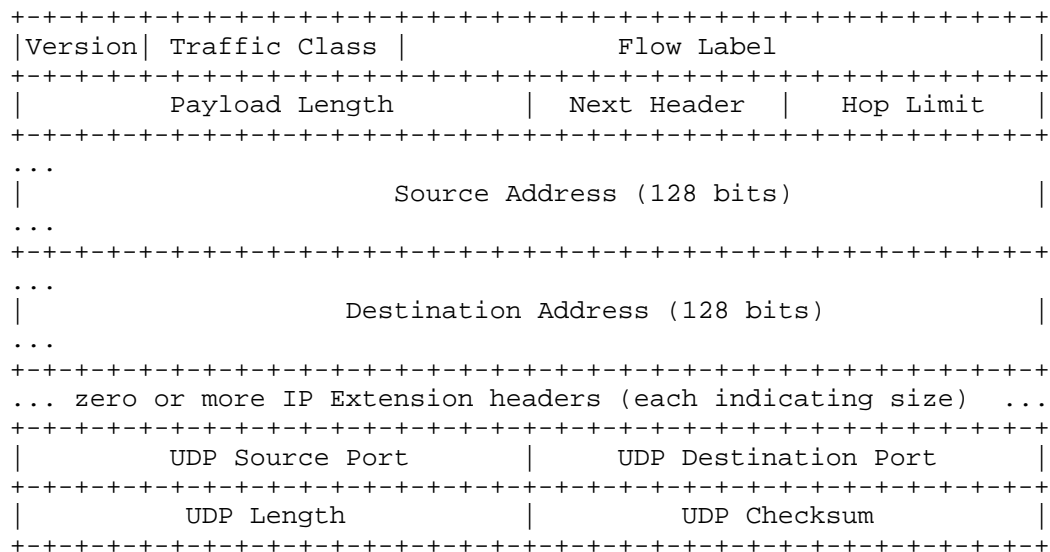 +-+-+-+-+-+-+-+-+-+-+-+-+-+-+-+-+-+-+-+-+-+-+-+-+-+-+-+-+-+-+-+-+
|Version| Traffic Class |             Flow Label                |
+-+-+-+-+-+-+-+-+-+-+-+-+-+-+-+-+-+-+-+-+-+-+-+-+-+-+-+-+-+-+-+-+
|         Payload Length        |  Next Header  |   Hop Limit   |
+-+-+-+-+-+-+-+-+-+-+-+-+-+-+-+-+-+-+-+-+-+-+-+-+-+-+-+-+-+-+-+-+
...
|                       Source Address (128 bits)               |
...
+-+-+-+-+-+-+-+-+-+-+-+-+-+-+-+-+-+-+-+-+-+-+-+-+-+-+-+-+-+-+-+-+
...
|                    Destination Address (128 bits)             |
...
+-+-+-+-+-+-+-+-+-+-+-+-+-+-+-+-+-+-+-+-+-+-+-+-+-+-+-+-+-+-+-+-+
... zero or more IP Extension headers (each indicating size)  ...
+-+-+-+-+-+-+-+-+-+-+-+-+-+-+-+-+-+-+-+-+-+-+-+-+-+-+-+-+-+-+-+-+
|         UDP Source Port       |     UDP Destination Port      |
+-+-+-+-+-+-+-+-+-+-+-+-+-+-+-+-+-+-+-+-+-+-+-+-+-+-+-+-+-+-+-+-+
|          UDP Length           |         UDP Checksum          |
+-+-+-+-+-+-+-+-+-+-+-+-+-+-+-+-+-+-+-+-+-+-+-+-+-+-+-+-+-+-+-+-+